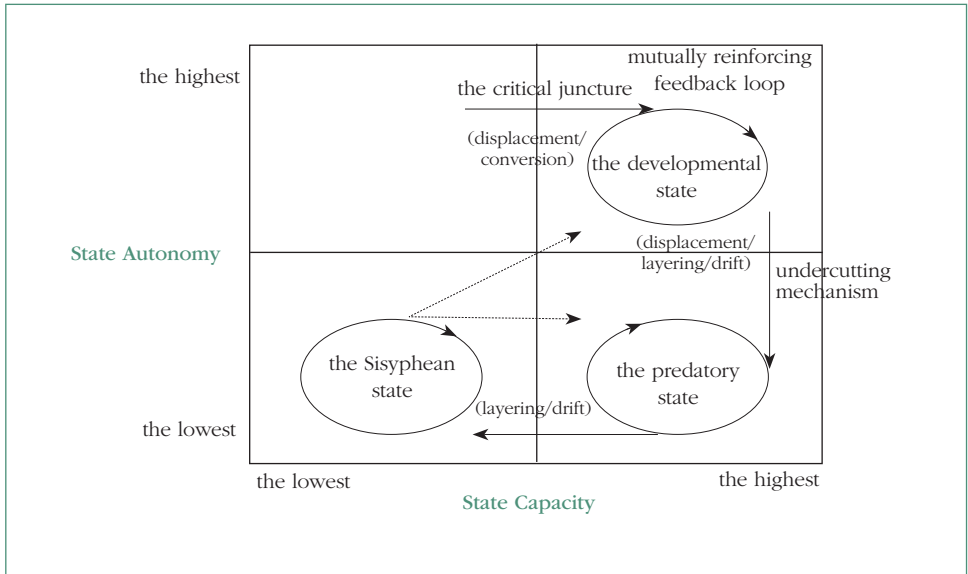 mutually reinforcing
feedback loop
the highest
the critical juncture
(displacement/
conversion)
the developmental
state
State Autonomy
(displacement/
layering/drift)
undercutting
mechanism
the Sisyphean
state
the predatory
state
(layering/drift)
the lowest
the lowest
the highest
State Capacity